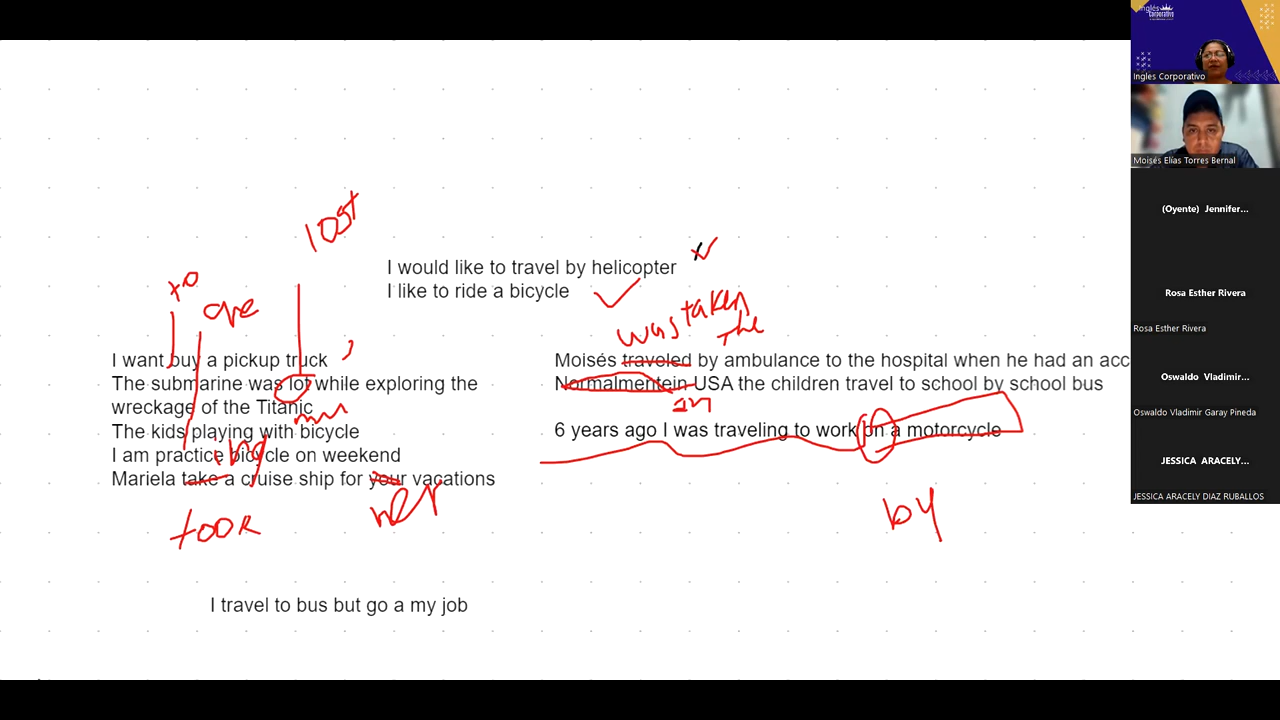 lost
I would like to travel by helicopter
I like to ride a bicycle
to
are
was taken
The
I want buy a pickup truck
The submarine was lot while exploring the
wreckage of the Titanic
The kids playing with bicycle
I am practice bicycle on weekend
ing
Mariela take a cruise ship for your vacations
took
her
Moisés traveled by ambulance to the hospital when he had an acc
Normalmentein USA the children travel to school by school bus
in
6 years ago I was traveling to work on a motorcycle
by
I travel to bus but go a my job
Inglés
Corporativo
Ingles Corporativo
Moisés Elías Torres Bernal
(Oyente) Jennifer...
Rosa Esther Rivera
Rosa Esther Rivera
Oswaldo Vladimir...
Oswaldo Vladimir Garay Pineda
JESSICA ARACELY...
JESSICA ARACELY DIAZ RUBALLOS